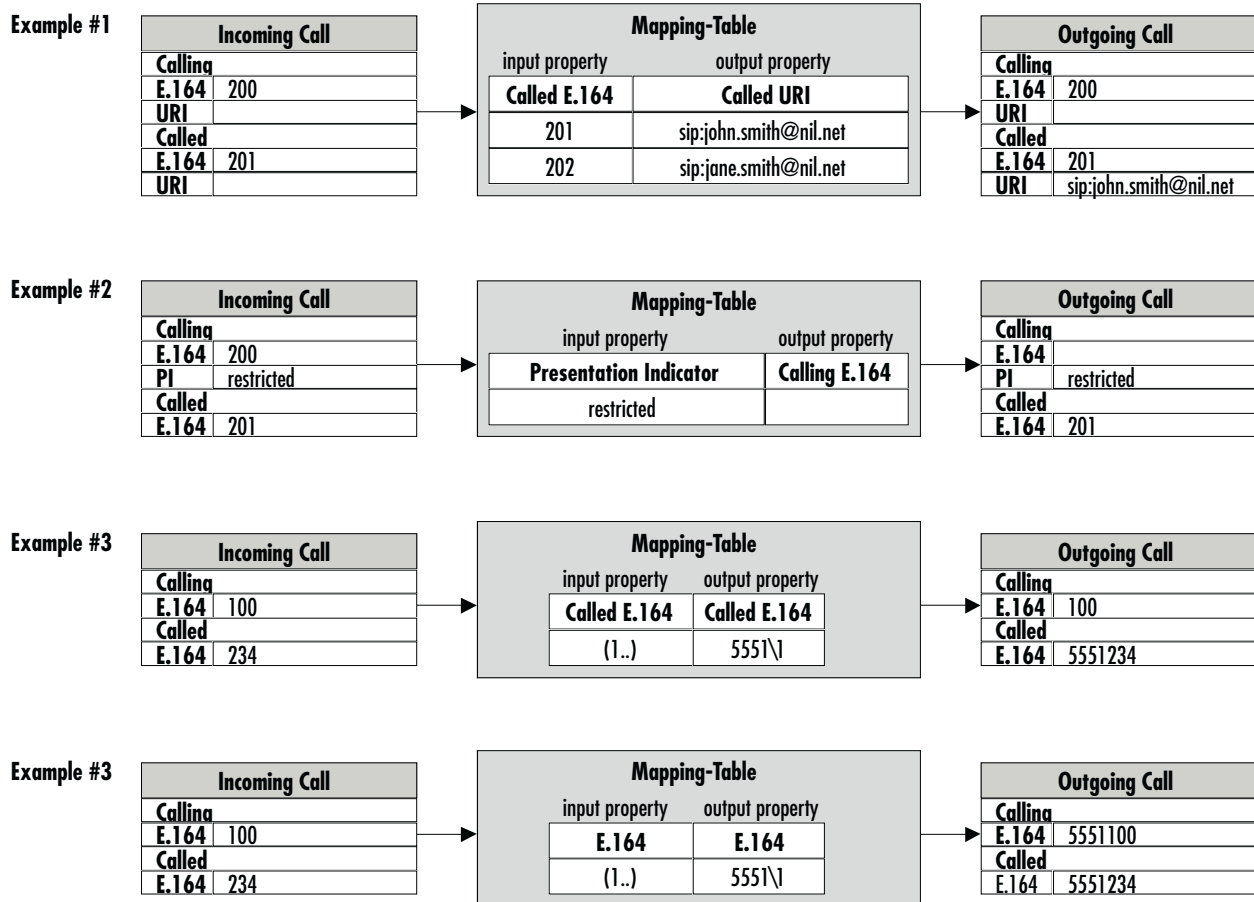 Example #1
Incoming Call
Calling
E.164 200
URI
Called
E.164 201
URI
Mapping-Table
input property output property
Called E.164 Called URI
201 sip:john.smith@nil.net
202 sip:jane.smith@nil.net
Outgoing Call
Calling
E.164 200
URI
Called
E.164 201
URI sip:john.smith@nil.net
Example #2
Incoming Call
Calling
E.164 200
PI restricted
Called
E.164 201
Mapping-Table
input property output property
Presentation Indicator Calling E.164
restricted
Outgoing Call
Calling
E.164
PI restricted
Called
E.164 201
Example #3
Incoming Call
Calling
E.164 100
Called
E.164 234
Mapping-Table
input property output property
Called E.164 Called E.164
(1..) 5551\1
Outgoing Call
Calling
E.164 100
Called
E.164 5551234
Example #3
Incoming Call
Calling
E.164 100
Called
E.164 234
Mapping-Table
input property output property
E.164 E.164
(1..) 5551\1
Outgoing Call
Calling
E.164 5551100
Called
E.164 5551234